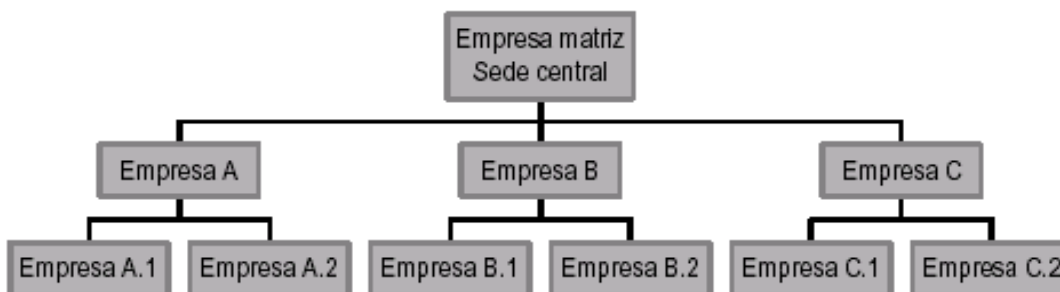 Empresa matriz
Sede central
Empresa A
Empresa B
Empresa C
Empresa A.1
Empresa A.2
Empresa B.1
Empresa B.2
Empresa C.1
Empresa C.2